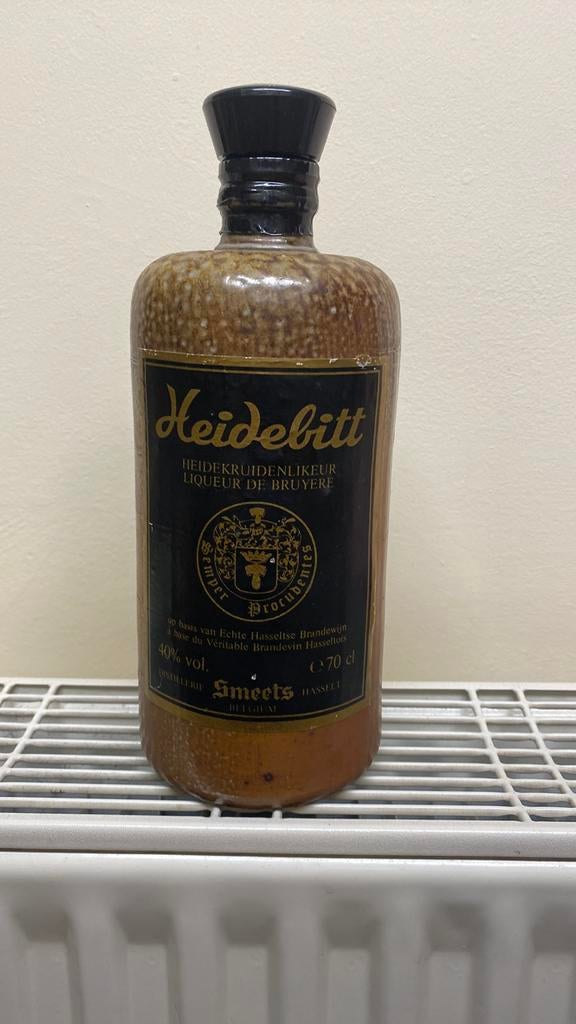 Heidebitt
HEIDEKRUIDENLIKEUR
LIQUEUR DE BRUYERE
Semper Procudentes
op basis van Echte Hasseltse Brandewijn
à base du Véritable Brandevin Hasseltois
40% vol. ℮ 70 cl
DISTILLERIE Smeets HASSELT
BELGIUM